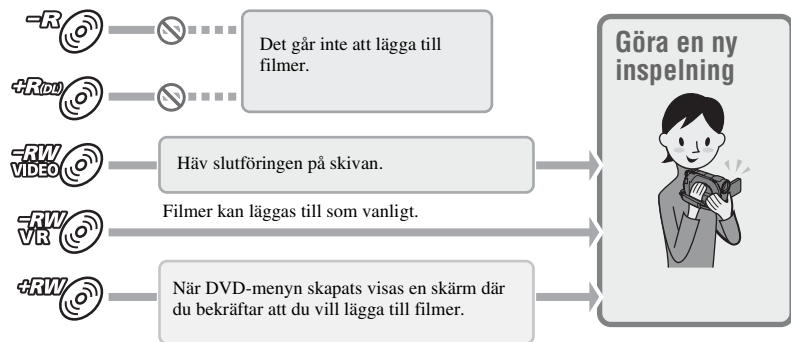 -R
Det går inte att lägga till
filmer.
+R(DL)
-RW
VIDEO
Häv slutföringen på skivan.
-RW
VR
Filmer kan läggas till som vanligt.
+RW
När DVD-menyn skapats visas en skärm där
du bekräftar att du vill lägga till filmer.
Göra en ny
inspelning